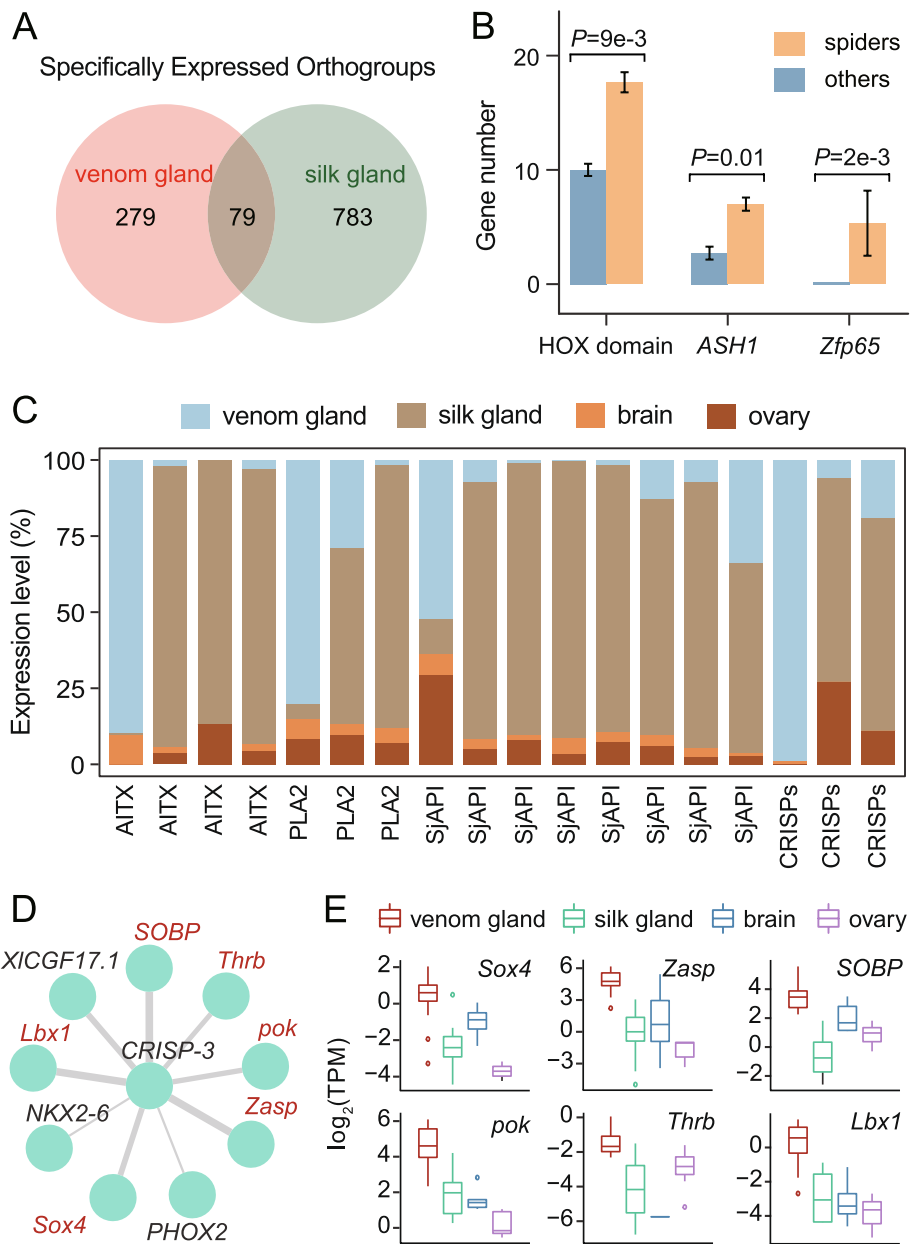 A
Specifically Expressed Orthogroups
venom gland
silk gland
279
79
783
B
Gene number
20
10
0
P=9e-3
P=0.01
P=2e-3
spiders
others
HOX domain
ASH1
Zfp65
C
venom gland
silk gland
brain
ovary
Expression level (%)
100
75
50
25
0
AITX
AITX
AITX
AITX
PLA2
PLA2
PLA2
SjAPI
SjAPI
SjAPI
SjAPI
SjAPI
SjAPI
SjAPI
SjAPI
CRISPs
CRISPs
CRISPs
D
SOBP
XlCGF17.1
Thrb
Lbx1
CRISP-3
pok
NKX2-6
Zasp
Sox4
PHOX2
E
venom gland
silk gland
brain
ovary
log2(TPM)
Sox4
2
0
−2
−4
Zasp
6
3
0
−3
SOBP
4
2
0
−2
pok
6
4
2
0
Thrb
0
−2
−4
−6
Lbx1
0
−2
−4